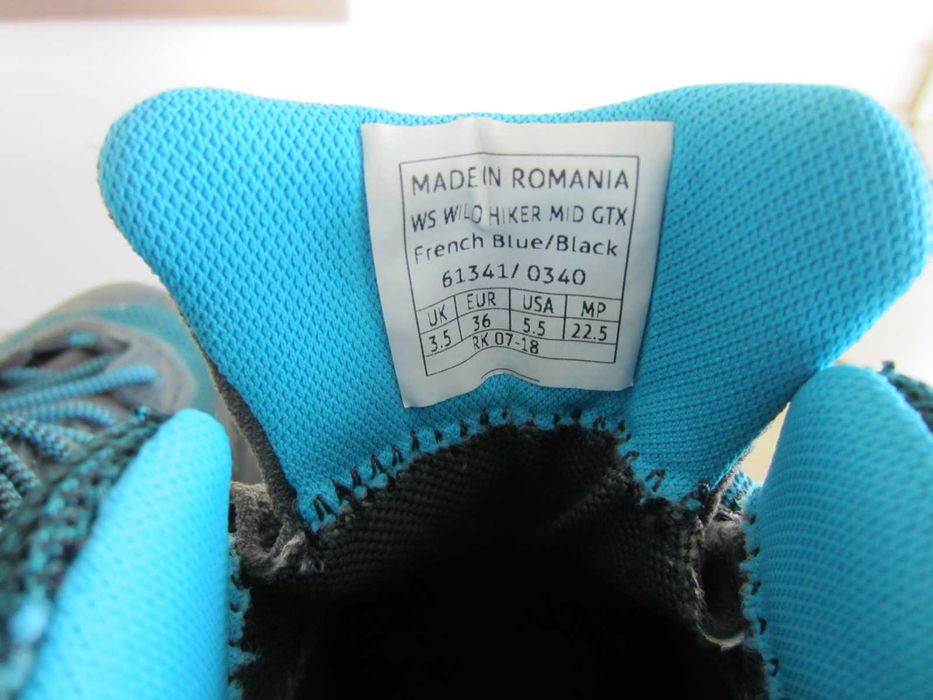 MADE IN ROMANIA
WS WILD HIKER MID GTX
French Blue/Black
61341/ 0340
UK EUR USA MP
3.5 36 5.5 22.5
RK 07-18